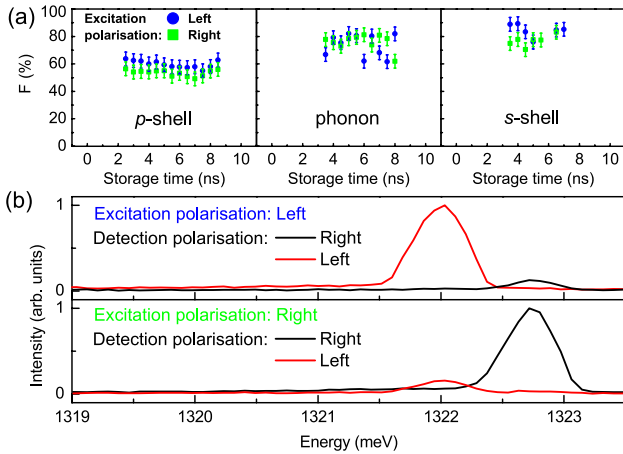 (a)
Excitation polarisation: Left Right
F (%)
100
80
60
40
20
0
p-shell
phonon
s-shell
0 2 4 6 8 10 0 2 4 6 8 10 0 2 4 6 8 10
Storage time (ns) Storage time (ns) Storage time (ns)
(b)
Intensity (arb. units)
1
0
Excitation polarisation: Left
Detection polarisation: Right
Left
1
0
Excitation polarisation: Right
Detection polarisation: Right
Left
1319 1320 1321 1322 1323
Energy (meV)